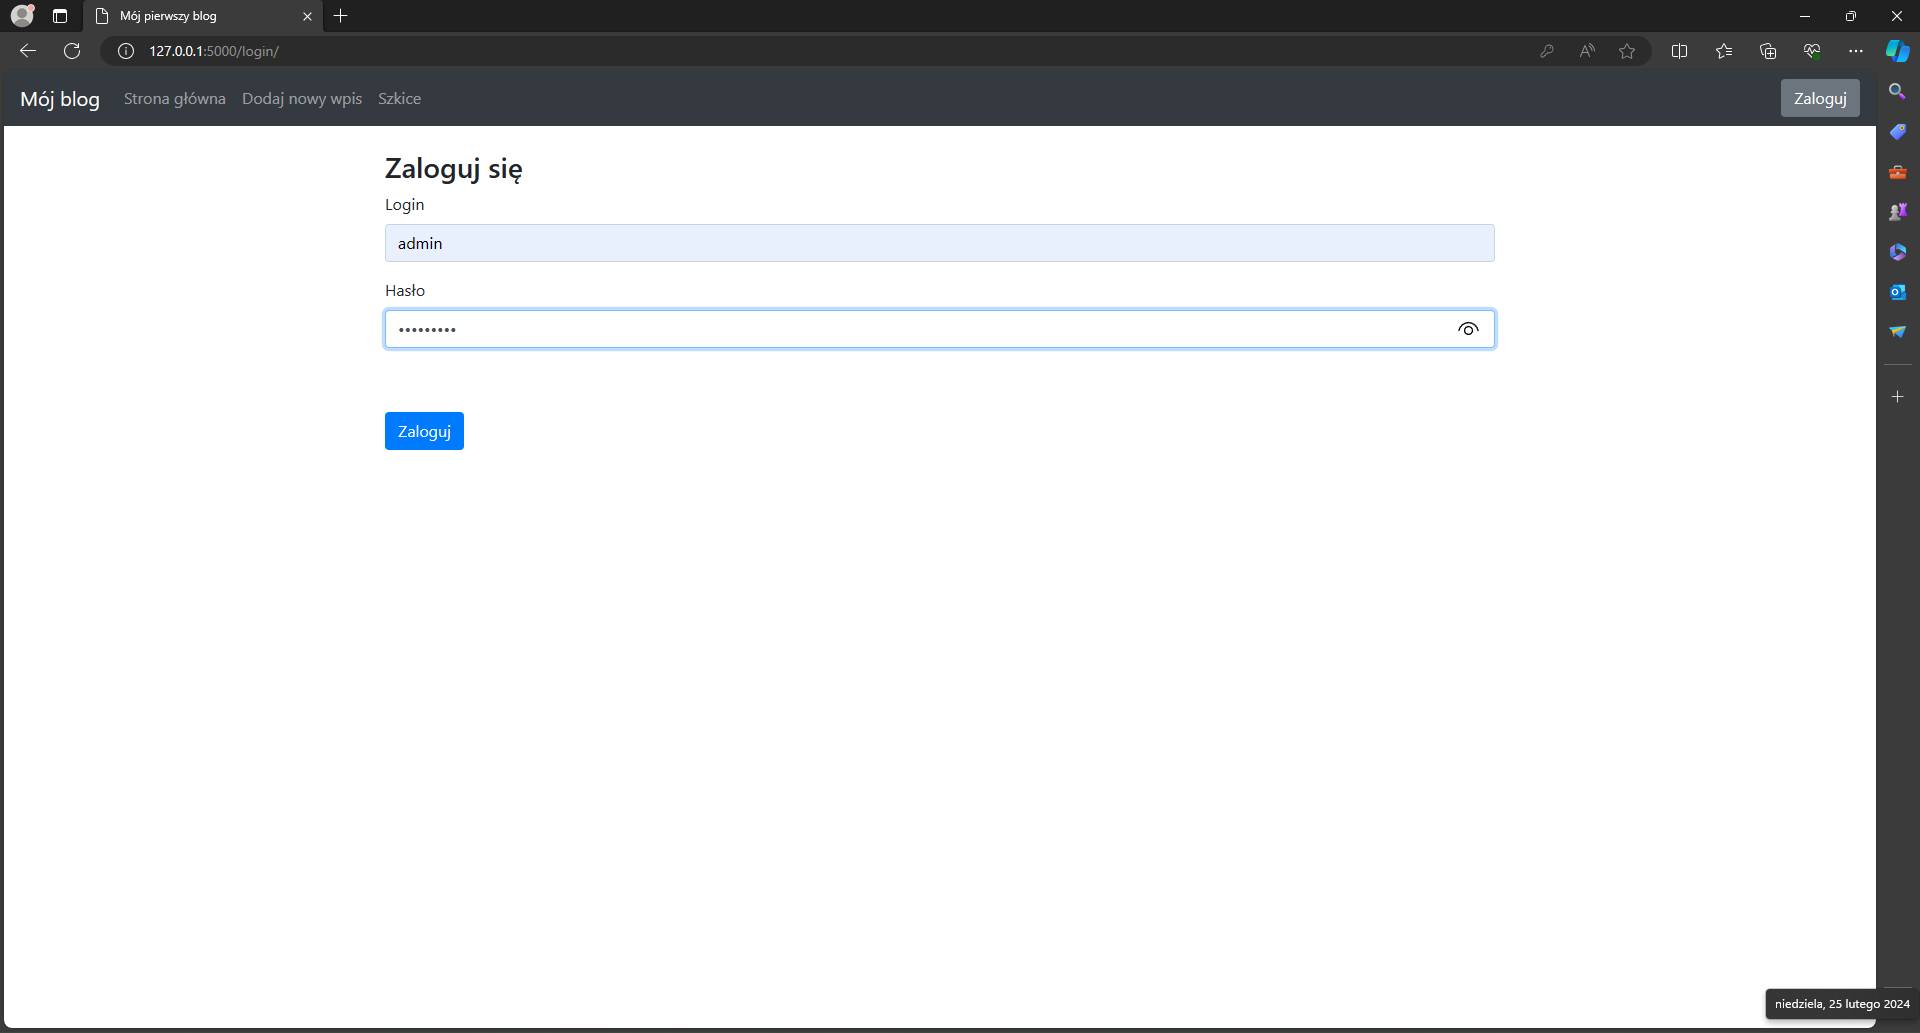 Mój pierwszy blog
127.0.0.1:5000/login/
Mój blog Strona główna Dodaj nowy wpis Szkice Zaloguj
Zaloguj się
Login
admin
Hasło
•••••••••
Zaloguj
niedziela, 25 lutego 2024